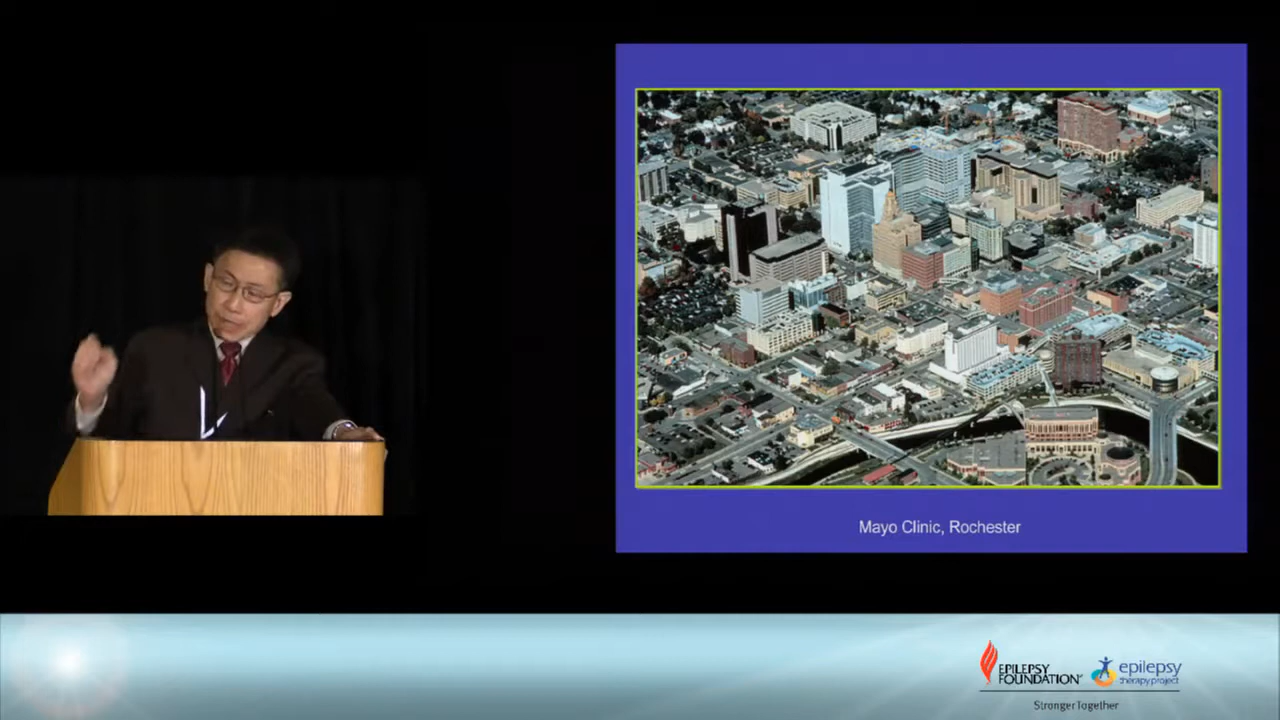 Mayo Clinic, Rochester
EPILEPSY
FOUNDATION
epilepsy
therapy project
Stronger Together